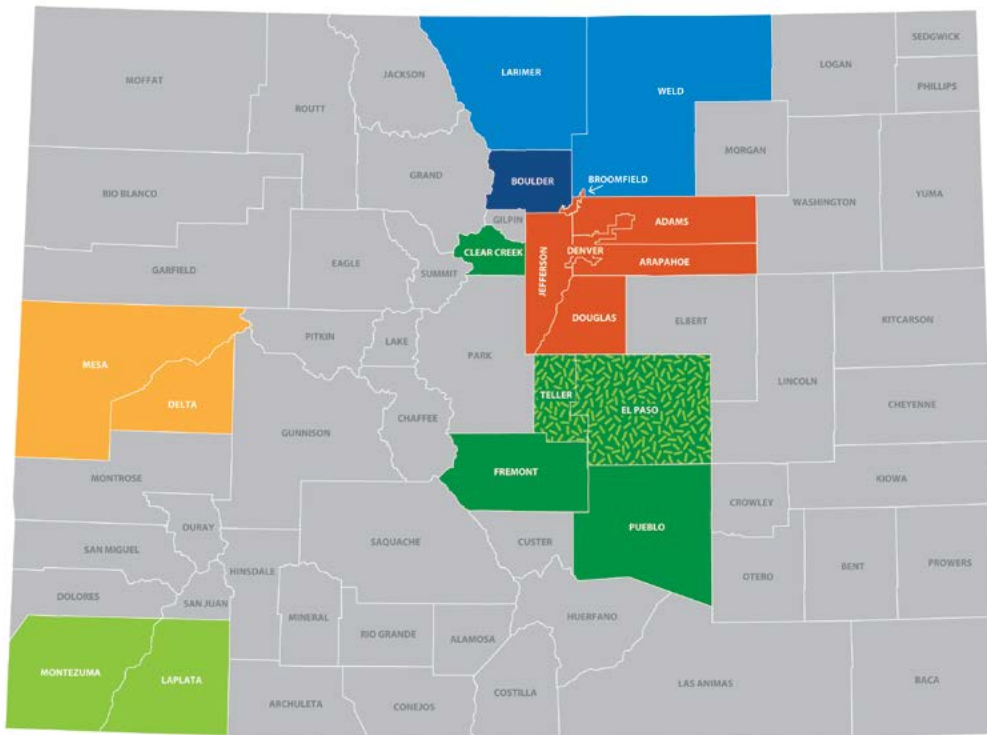 SEDGWICK
LOGAN
LARIMER
JACKSON
MOFFAT
WELD
PHILLIPS
ROUTT
MORGAN
GRAND
BOULDER
BROOMFIELD
RIO BLANCO
YUMA
WASHINGTON
GILPIN
ADAMS
CLEAR CREEK
DENVER
JEFFERSON
ARAPAHOE
EAGLE
GARFIELD
SUMMIT
DOUGLAS
ELBERT
KITCARSON
PITKIN
LAKE
PARK
MESA
LINCOLN
TELLER
DELTA
CHEYENNE
EL PASO
CHAFFEE
GUNNISON
FREMONT
MONTROSE
KIOWA
CROWLEY
DURAY
PUEBLO
SAQUACHE
CUSTER
SAN MIGUEL
PROWERS
BENT
HINSDALE
OTERO
DOLORES
SAN JUAN
MINERAL
HUERFANO
RIO GRANDE
ALAMOSA
MONTEZUMA
LAPLATA
LAS ANIMAS
BACA
COSTILLA
ARCHULETA
CONEJOS